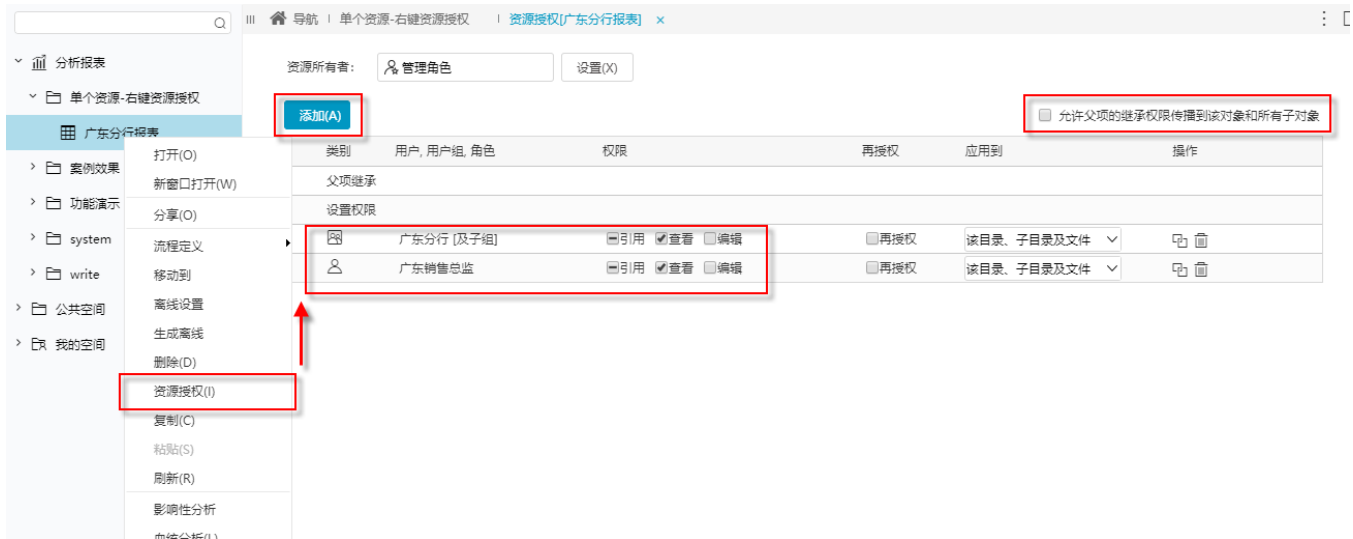 导航 单个资源-右键资源授权 资源授权[广东分行报表] ×
分析报表
单个资源-右键资源授权
广东分行报表
案例效果
功能演示
system
write
公共空间
我的空间
打开(O)
新窗口打开(W)
分享(O)
流程定义
移动到
离线设置
生成离线
删除(D)
资源授权(I)
复制(C)
粘贴(S)
刷新(R)
影响性分析
血统分析(L)
资源所有者: 管理角色 设置(X)
添加(A) 允许父项的继承权限传播到该对象和所有子对象
类别 用户, 用户组, 角色 权限 再授权 应用到 操作
父项继承
设置权限
广东分行 [及子组] 引用 查看 编辑 再授权 该目录、子目录及文件
广东销售总监 引用 查看 编辑 再授权 该目录、子目录及文件